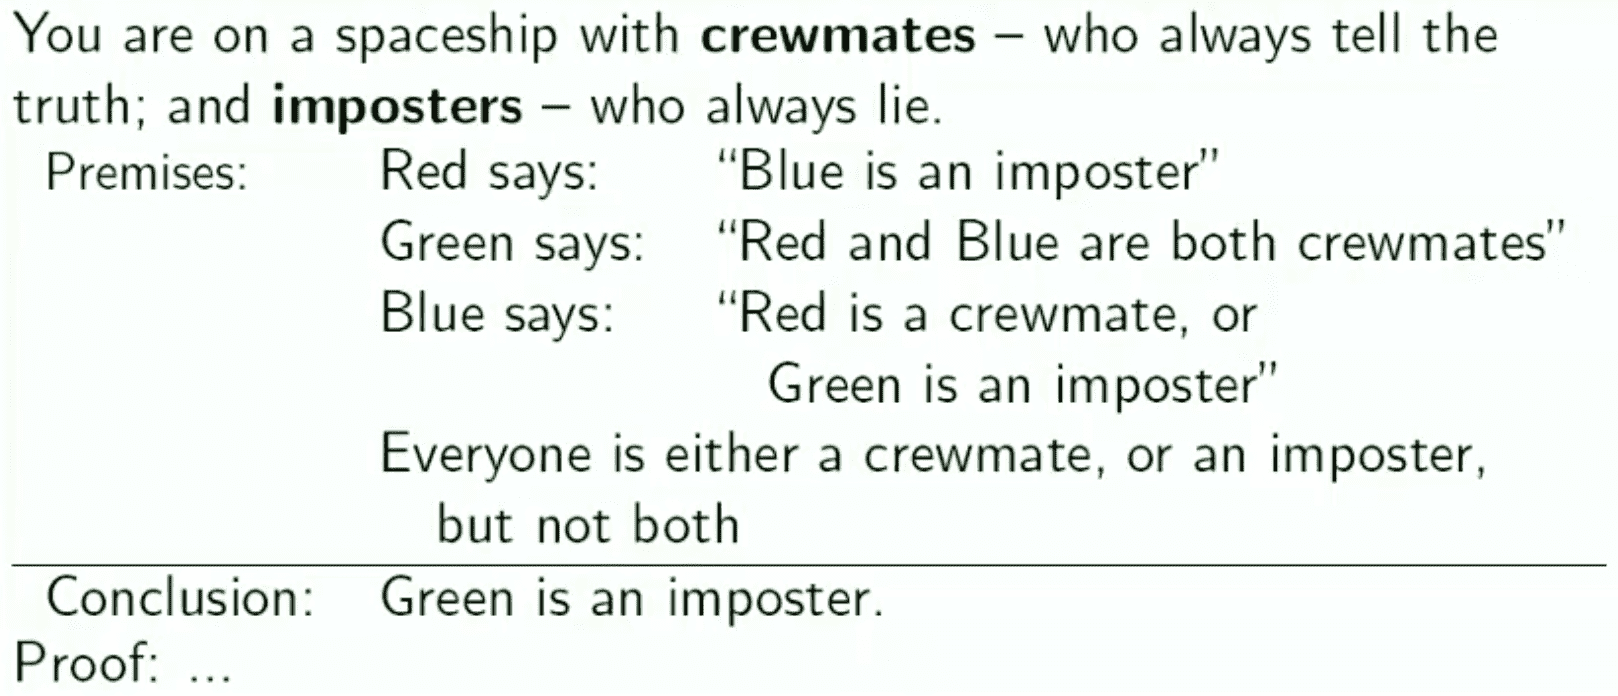 You are on a spaceship with crewmates – who always tell the
truth; and imposters – who always lie.
Premises: Red says: “Blue is an imposter”
Green says: “Red and Blue are both crewmates”
Blue says: “Red is a crewmate, or
Green is an imposter”
Everyone is either a crewmate, or an imposter,
but not both
Conclusion: Green is an imposter.
Proof: ...